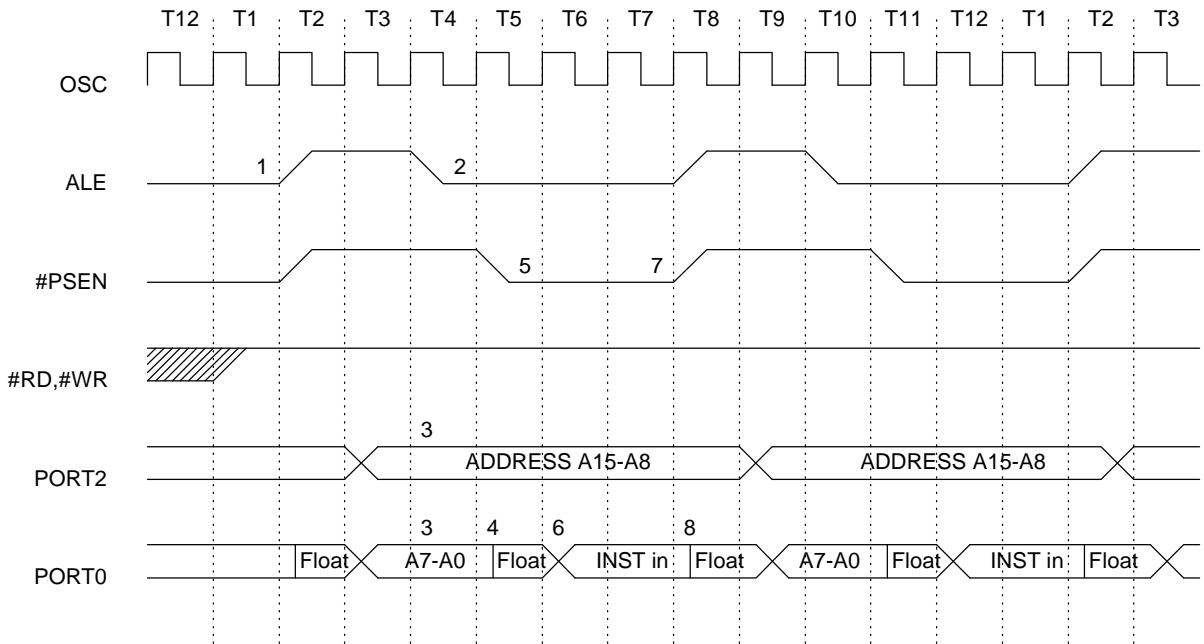 T12 T1 T2 T3 T4 T5 T6 T7 T8 T9 T10 T11 T12 T1 T2 T3
OSC
1 2
ALE
5 7
#PSEN
#RD,#WR
3
ADDRESS A15-A8 ADDRESS A15-A8
PORT2
3 4 6 8
Float A7-A0 Float INST in Float A7-A0 Float INST in Float
PORT0